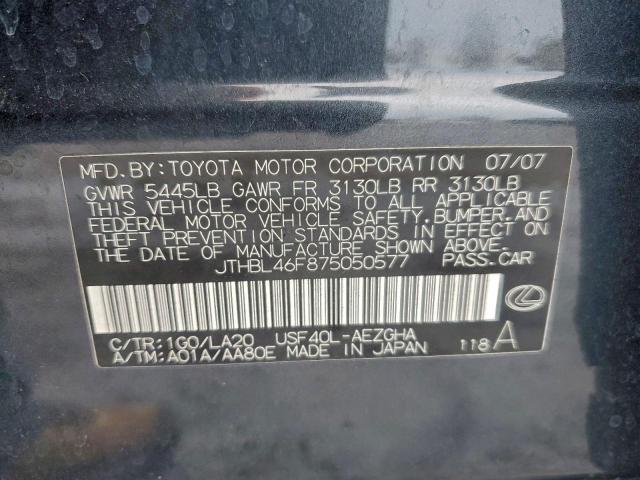 MFD. BY: TOYOTA MOTOR CORPORATION 07/07
GVWR 5445LB GAWR FR 3130LB RR 3130LB
THIS VEHICLE CONFORMS TO ALL APPLICABLE
FEDERAL MOTOR VEHICLE SAFETY, BUMPER, AND
THEFT PREVENTION STANDARDS IN EFFECT ON
THE DATE OF MANUFACTURE SHOWN ABOVE.
JTHBL46F875050577 PASS. CAR
C/TR: 1G0/LA20 USF40L-AEZGHA
A/TM: A01A/AA80E MADE IN JAPAN 118 A